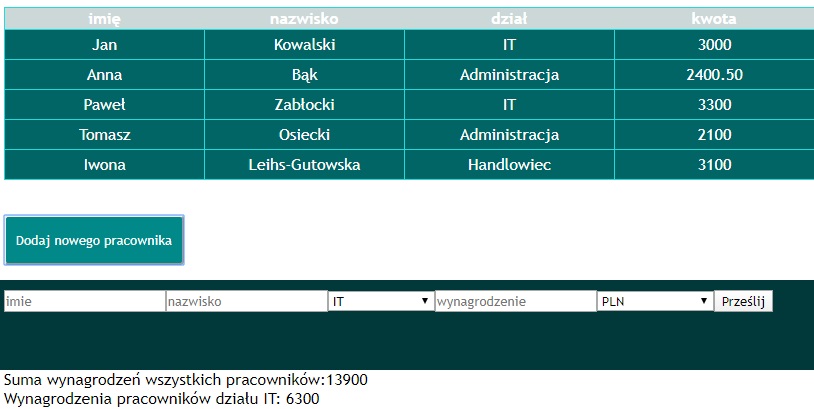 imię nazwisko dział kwota
Jan Kowalski IT 3000
Anna Bąk Administracja 2400.50
Paweł Zabłocki IT 3300
Tomasz Osiecki Administracja 2100
Iwona Leihs-Gutowska Handlowiec 3100
Dodaj nowego pracownika
imie nazwisko IT wynagrodzenie PLN Prześlij
Suma wynagrodzeń wszystkich pracowników:13900
Wynagrodzenia pracowników działu IT: 6300